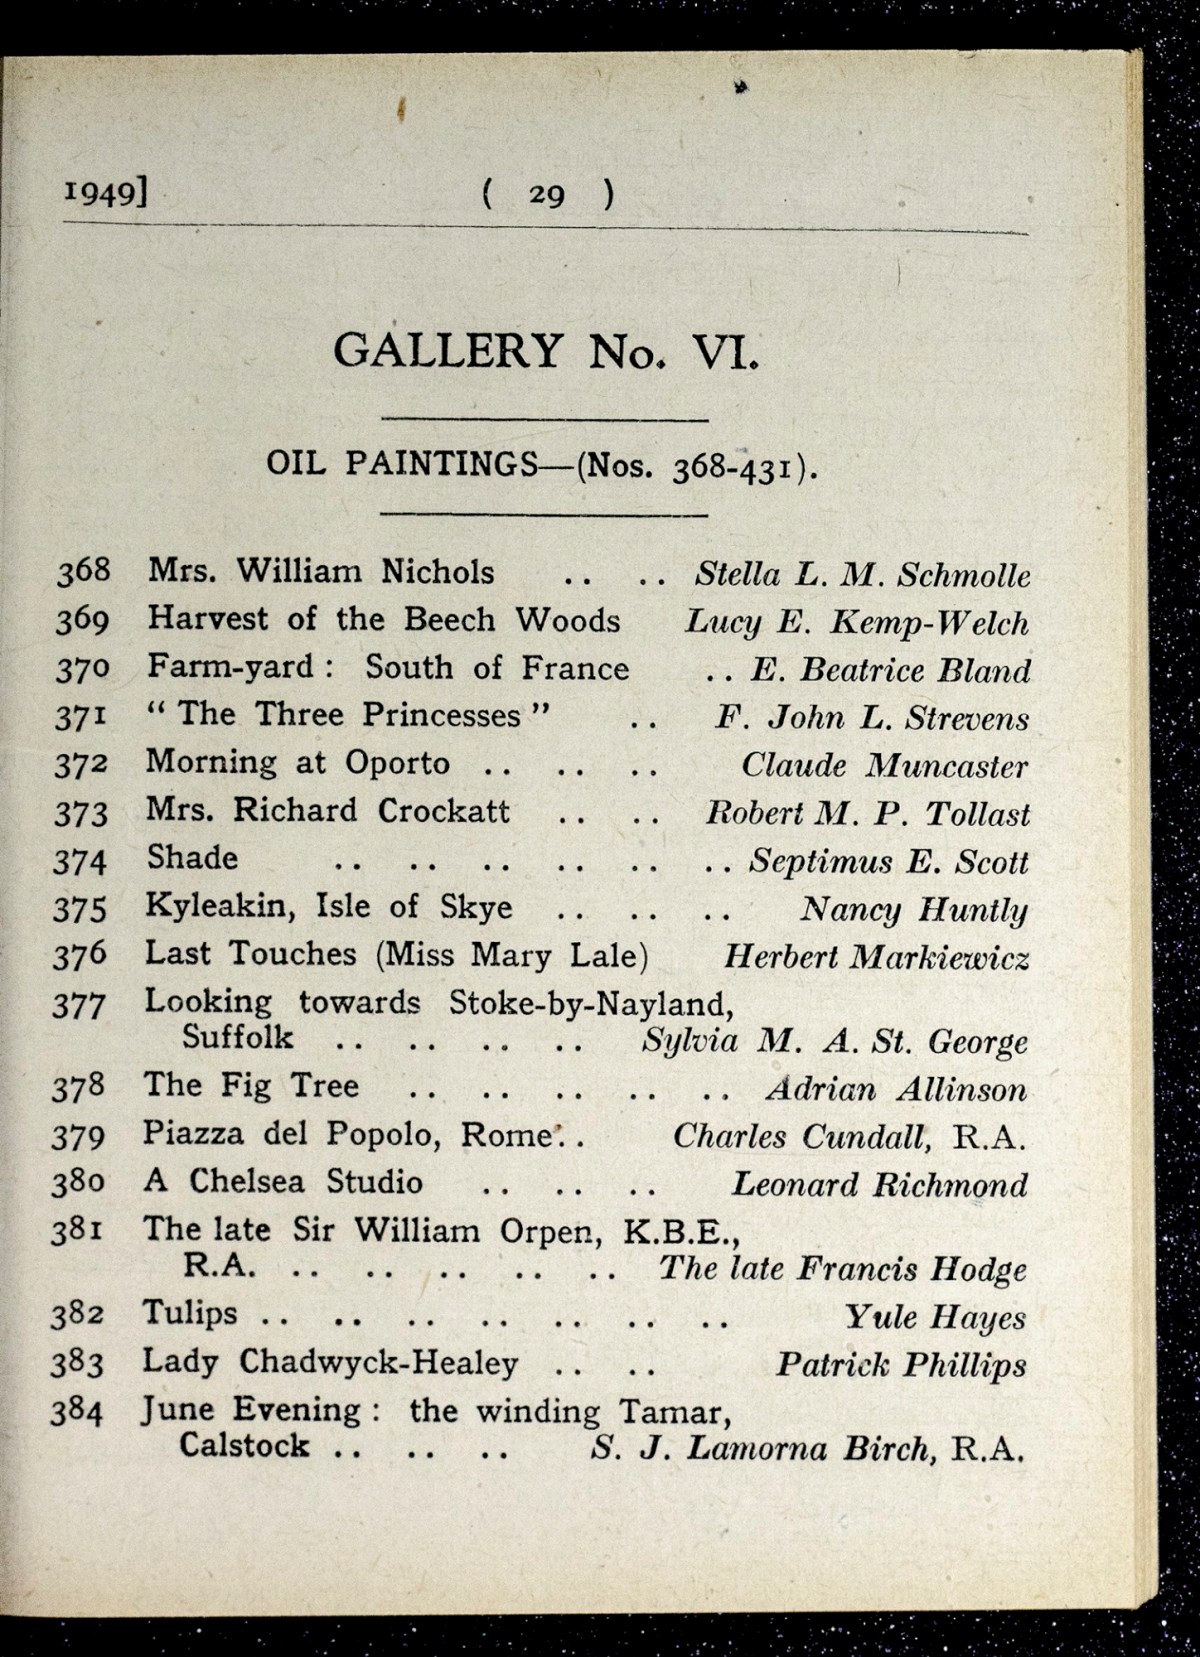 1949] ( 29 )
GALLERY No. VI.
OIL PAINTINGS—(Nos. 368-431).
368 Mrs. William Nichols .. .. Stella L. M. Schmolle
369 Harvest of the Beech Woods Lucy E. Kemp-Welch
370 Farm-yard : South of France .. E. Beatrice Bland
371 “ The Three Princesses ” .. F. John L. Strevens
372 Morning at Oporto .. .. .. Claude Muncaster
373 Mrs. Richard Crockatt .. .. Robert M. P. Tollast
374 Shade .. .. .. .. .. .. Septimus E. Scott
375 Kyleakin, Isle of Skye .. .. .. Nancy Huntly
376 Last Touches (Miss Mary Lale) Herbert Markiewicz
377 Looking towards Stoke-by-Nayland,
Suffolk .. .. .. .. Sylvia M. A. St. George
378 The Fig Tree .. .. .. .. .. Adrian Allinson
379 Piazza del Popolo, Rome .. Charles Cundall, R.A.
380 A Chelsea Studio .. .. .. Leonard Richmond
381 The late Sir William Orpen, K.B.E.,
R.A. .. .. .. .. .. The late Francis Hodge
382 Tulips .. .. .. .. .. .. .. Yule Hayes
383 Lady Chadwyck-Healey .. .. Patrick Phillips
384 June Evening : the winding Tamar,
Calstock .. .. .. S. J. Lamorna Birch, R.A.